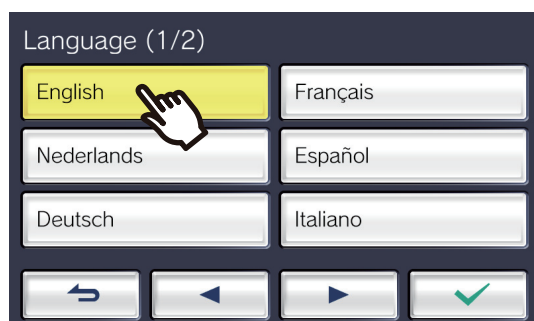 Language (1/2)
English
Français
Nederlands
Español
Deutsch
Italiano